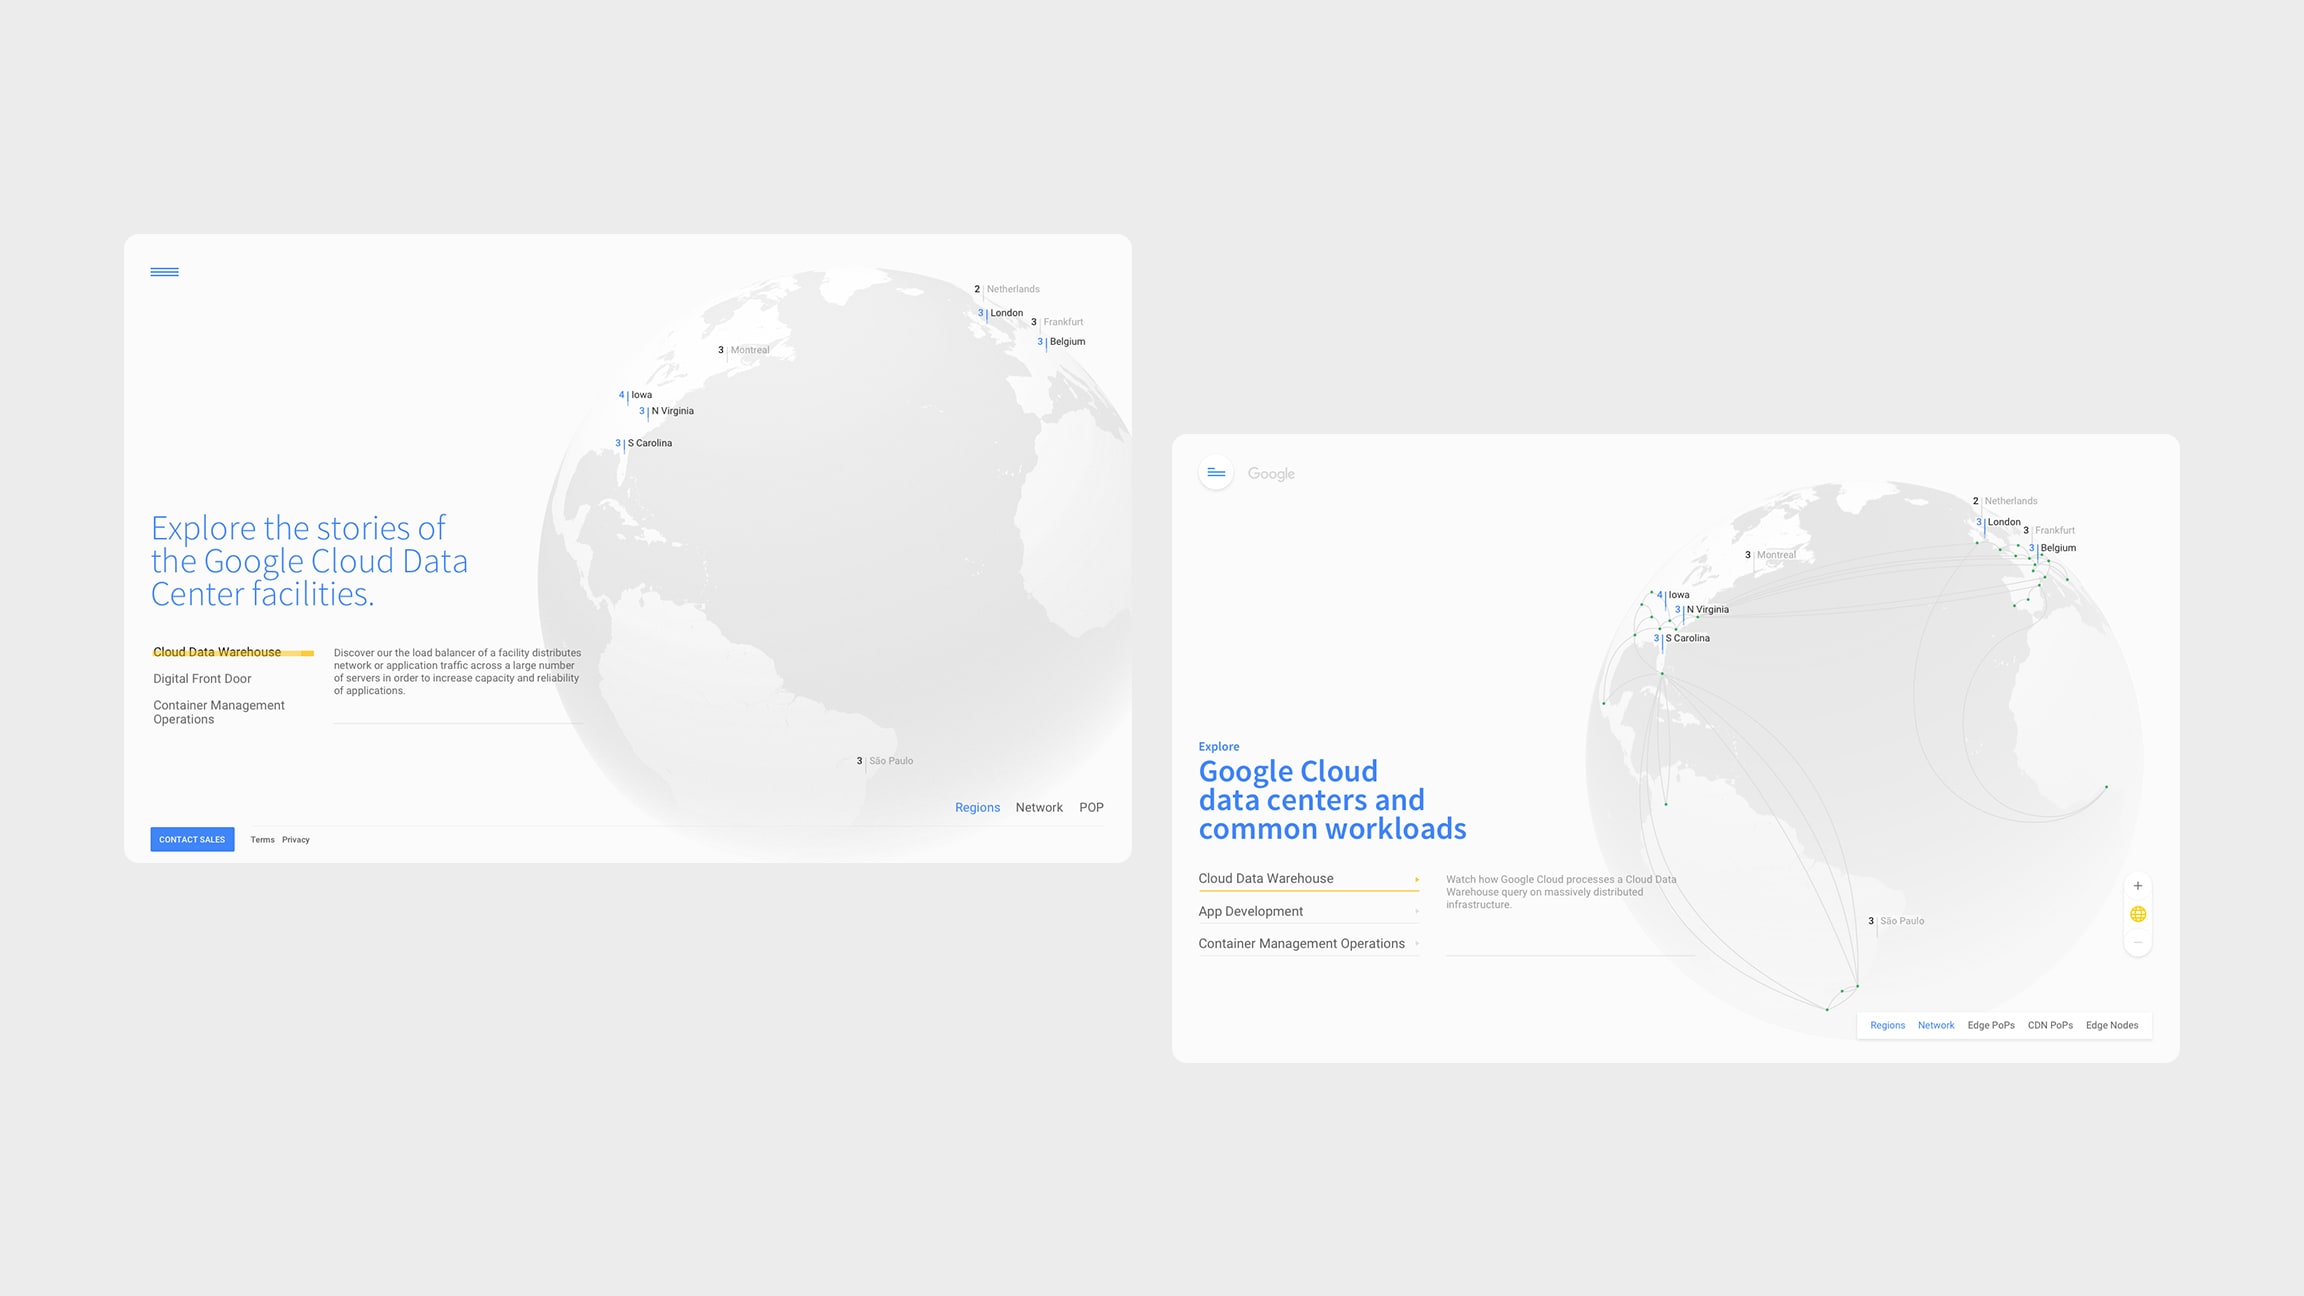 2 Netherlands
3 London
3 Frankfurt
3 Belgium
3 Montreal
4 Iowa
3 N Virginia
3 S Carolina
Explore the stories of
the Google Cloud Data
Center facilities.
Cloud Data Warehouse
Digital Front Door
Container Management
Operations
Discover our the load balancer of a facility distributes
network or application traffic across a large number
of servers in order to increase capacity and reliability
of applications.
3 São Paulo
Regions Network POP
CONTACT SALES Terms Privacy
Google
2 Netherlands
3 London
3 Frankfurt
3 Belgium
3 Montreal
4 Iowa
3 N Virginia
3 S Carolina
Explore
Google Cloud
data centers and
common workloads
Cloud Data Warehouse
App Development
Container Management Operations
Watch how Google Cloud processes a Cloud Data
Warehouse query on massively distributed
infrastructure.
3 São Paulo
Regions Network Edge PoPs CDN PoPs Edge Nodes